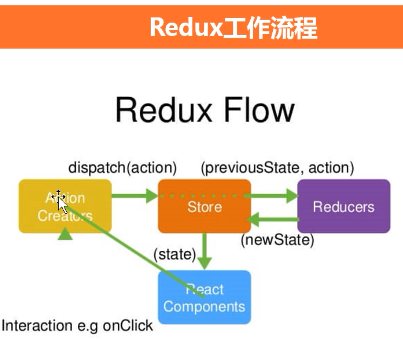 Redux工作流程
Redux Flow
dispatch(action)
(previousState, action)
Action
Creators
Store
Reducers
(newState)
(state)
React
Components
Interaction e.g onClick